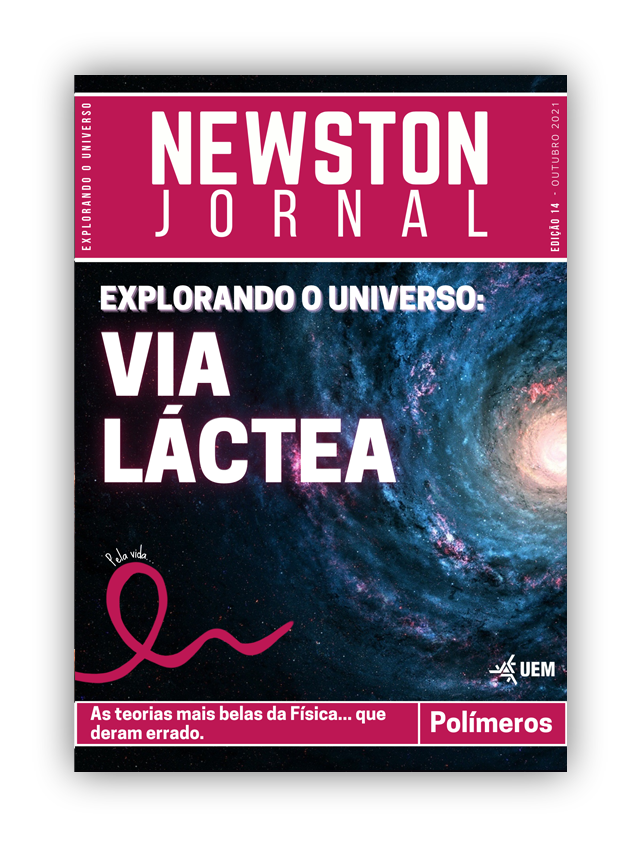 NEWSTON
JORNAL
EXPLORANDO O UNIVERSO
EDIÇÃO 14 - OUTUBRO 2021
EXPLORANDO O UNIVERSO:
VIA
LÁCTEA
Pela vida...
UEM
As teorias mais belas da Física... que
deram errado.
Polímeros